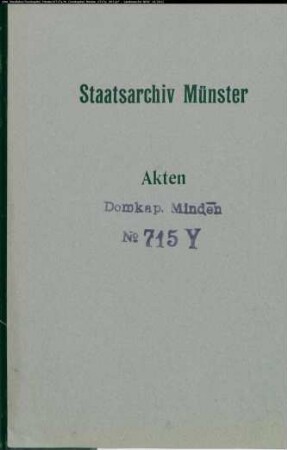 Staatsarchiv Münster
Akten
Domkap. Minden
№ 715 Y